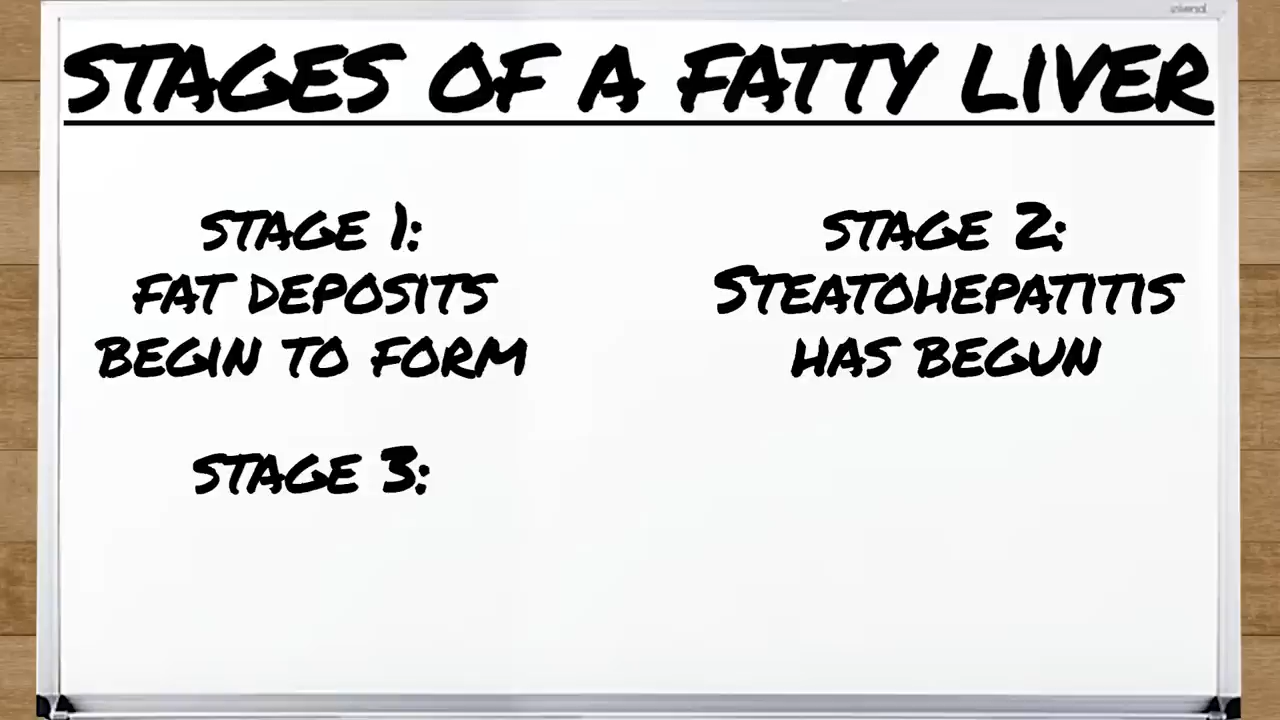 STAGES OF A FATTY LIVER
STAGE 1:
FAT DEPOSITS
BEGIN TO FORM
STAGE 2:
STEATOHEPATITIS
HAS BEGUN
STAGE 3: